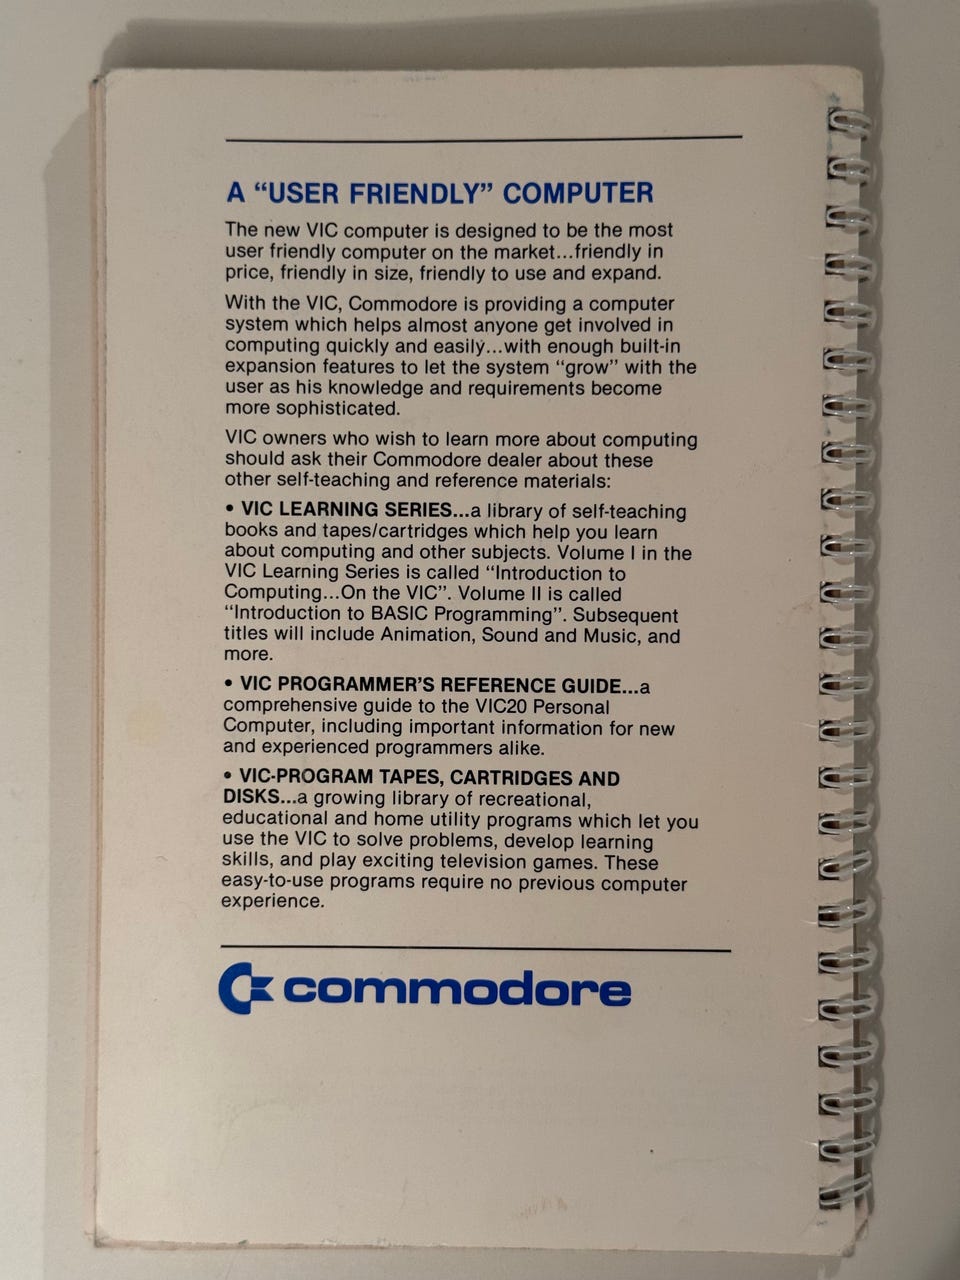 A “USER FRIENDLY” COMPUTER
The new VIC computer is designed to be the most
user friendly computer on the market...friendly in
price, friendly in size, friendly to use and expand.
With the VIC, Commodore is providing a computer
system which helps almost anyone get involved in
computing quickly and easily...with enough built-in
expansion features to let the system “grow” with the
user as his knowledge and requirements become
more sophisticated.
VIC owners who wish to learn more about computing
should ask their Commodore dealer about these
other self-teaching and reference materials:
• VIC LEARNING SERIES...a library of self-teaching
books and tapes/cartridges which help you learn
about computing and other subjects. Volume I in the
VIC Learning Series is called “Introduction to
Computing...On the VIC”. Volume II is called
“Introduction to BASIC Programming”. Subsequent
titles will include Animation, Sound and Music, and
more.
• VIC PROGRAMMER’S REFERENCE GUIDE...a
comprehensive guide to the VIC20 Personal
Computer, including important information for new
and experienced programmers alike.
• VIC-PROGRAM TAPES, CARTRIDGES AND
DISKS...a growing library of recreational,
educational and home utility programs which let you
use the VIC to solve problems, develop learning
skills, and play exciting television games. These
easy-to-use programs require no previous computer
experience.
commodore